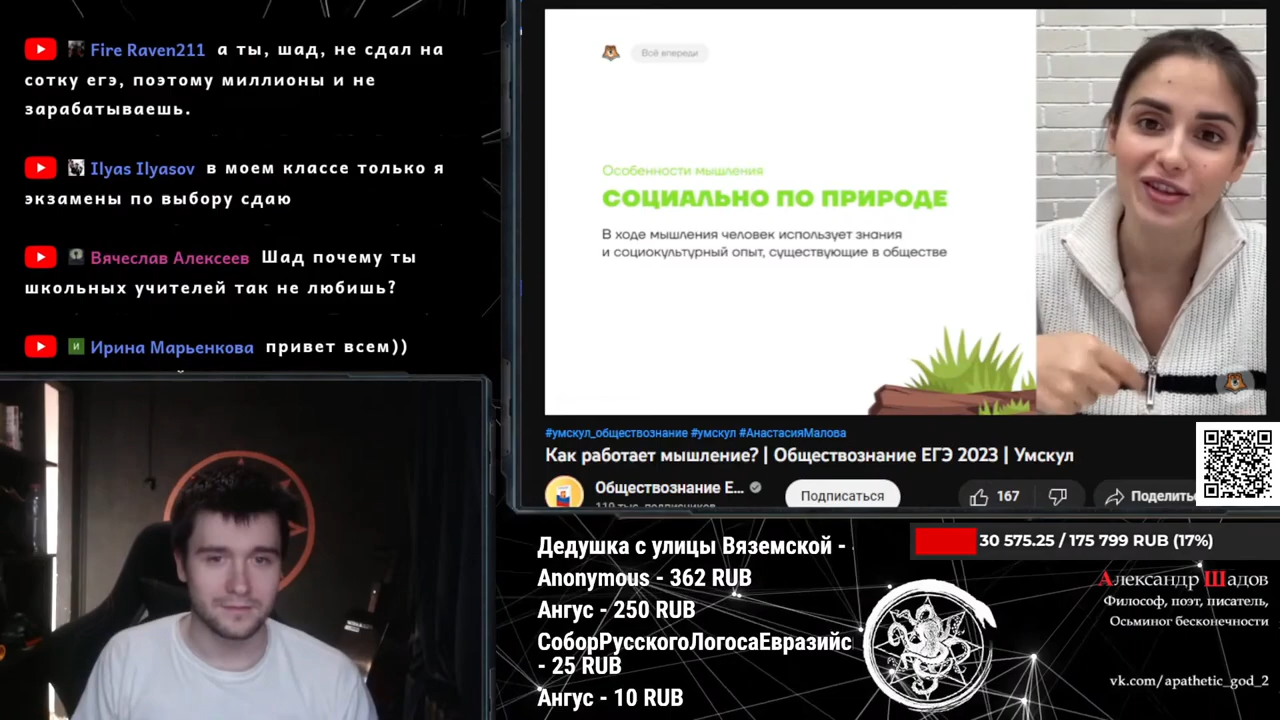 Fire Raven211 а ты, шад, не сдал на
сотку егэ, поэтому миллионы и не
зарабатываешь.
Ilyas Ilyasov в моем классе только я
экзамены по выбору сдаю
Вячеслав Алексеев Шад почему ты
школьных учителей так не любишь?
И Ирина Марьенкова привет всем))
Всё впереди
Особенности мышления
СОЦИАЛЬНО ПО ПРИРОДЕ
В ходе мышления человек использует знания
и социокультурный опыт, существующие в обществе
#умскул_обществознание #умскул #АнастасияМалова
Как работает мышление? | Обществознание ЕГЭ 2023 | Умскул
Обществознание Е...
Подписаться
167
Поделить
Дедушка с улицы Вяземской -
Anonymous - 362 RUB
Ангус - 250 RUB
СоборРусскогоЛогосаЕвразийс
- 25 RUB
Ангус - 10 RUB
30 575.25 / 175 799 RUB (17%)
Александр Шадов
Философ, поэт, писатель,
Осьминог бесконечности
vk.com/apathetic_god_2